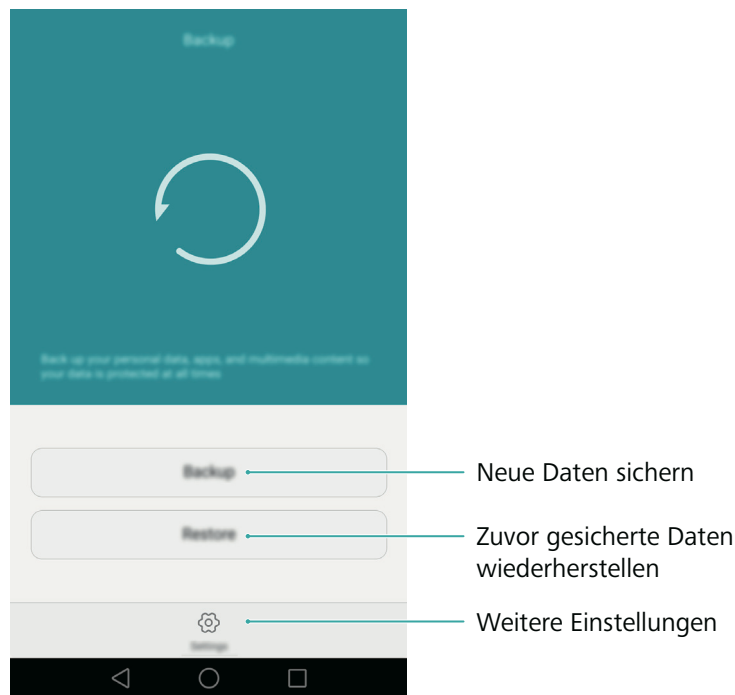 Backup
Back up your personal data, apps, and multimedia content so
your data is protected at all times
Backup
Neue Daten sichern
Restore
Zuvor gesicherte Daten
wiederherstellen
Settings
Weitere Einstellungen